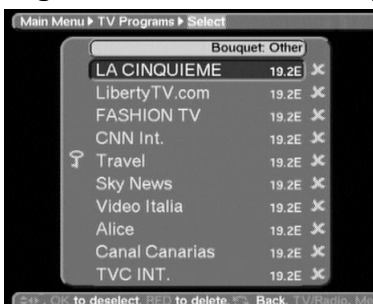 Main Menu TV Programs Select
Bouquet: Other
LA CINQUIEME 19.2E
LibertyTV.com 19.2E
FASHION TV 19.2E
CNN Int. 19.2E
Travel 19.2E
Sky News 19.2E
Video Italia 19.2E
Alice 19.2E
Canal Canarias 19.2E
TVC INT. 19.2E
OK to deselect, RED to delete, Back, TV/Radio,